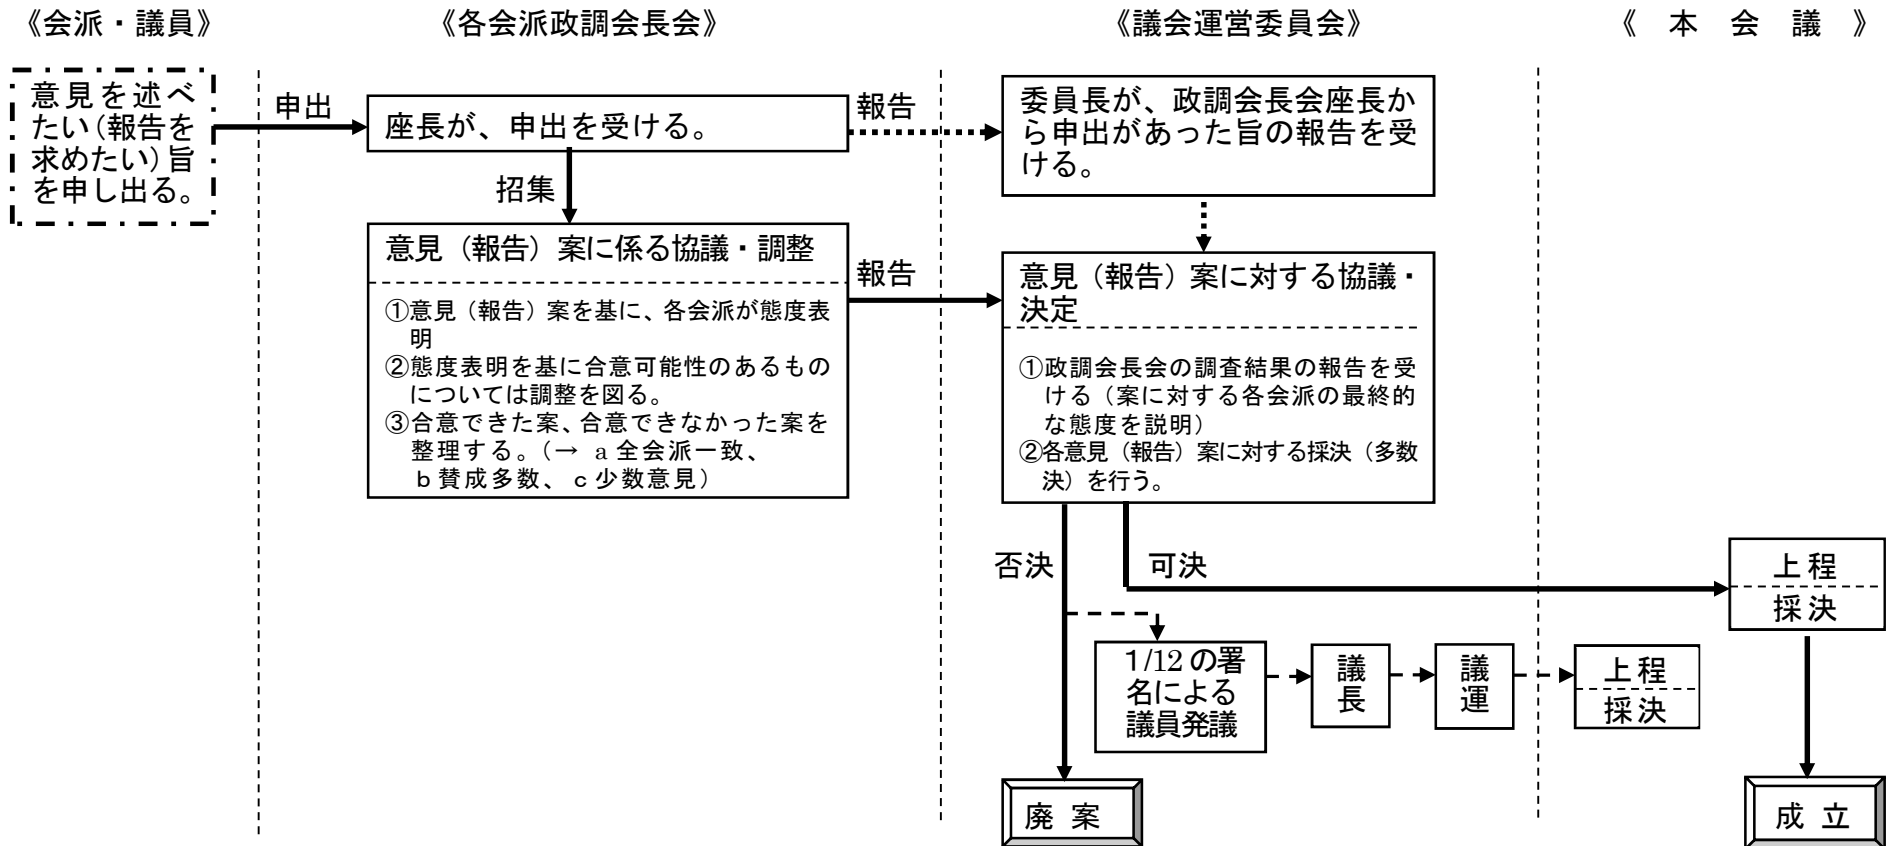 《会派・議員》
《各会派政調会長会》
《議会運営委員会》
《　本　会　議　》
意見を述べ
たい（報告を
求めたい）旨
を申し出る。
申出
座長が、申出を受ける。
報告
委員長が、政調会長会座長か
ら申出があった旨の報告を受
ける。
招集
意見（報告）案に係る協議・調整
①意見（報告）案を基に、各会派が態度表
明
②態度表明を基に合意可能性のあるもの
については調整を図る。
③合意できた案、合意できなかった案を
整理する。（→ a 全会派一致、
ｂ賛成多数、ｃ少数意見）
報告
意見（報告）案に対する協議・
決定
①政調会長会の調査結果の報告を受
ける（案に対する各会派の最終的
な態度を説明）
②各意見（報告）案に対する採決（多数
決）を行う。
否決
可決
上程
採決
1/12 の署
名による
議員発議
議
長
議
運
上程
採決
廃 案
成 立